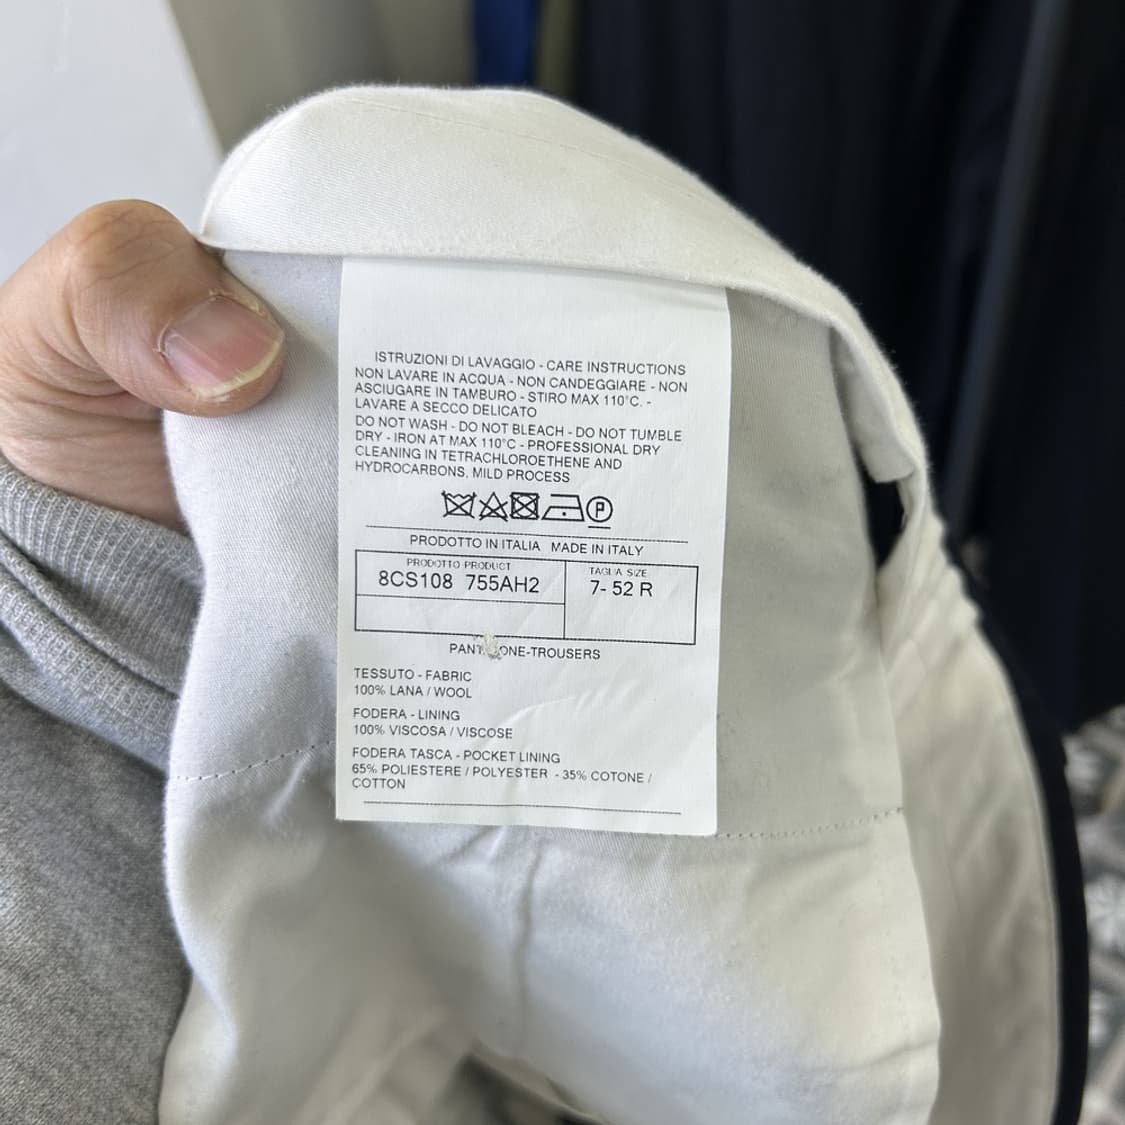 ISTRUZIONI DI LAVAGGIO - CARE INSTRUCTIONS
NON LAVARE IN ACQUA - NON CANDEGGIARE - NON
ASCIUGARE IN TAMBURO - STIRO MAX 110°C. -
LAVARE A SECCO DELICATO
DO NOT WASH - DO NOT BLEACH - DO NOT TUMBLE
DRY - IRON AT MAX 110°C - PROFESSIONAL DRY
CLEANING IN TETRACHLOROETHENE AND
HYDROCARBONS, MILD PROCESS
P
PRODOTTO IN ITALIA MADE IN ITALY
PRODOTTO PRODUCT
8CS108 755AH2
TAGLIA SIZE
7- 52 R
TROUSERS
TESSUTO - FABRIC
100% LANA / WOOL
FODERA - LINING
100% VISCOSA / VISCOSE
FODERA TASCA - POCKET LINING
65% POLIESTERE / POLYESTER - 35% COTONE /
COTTON